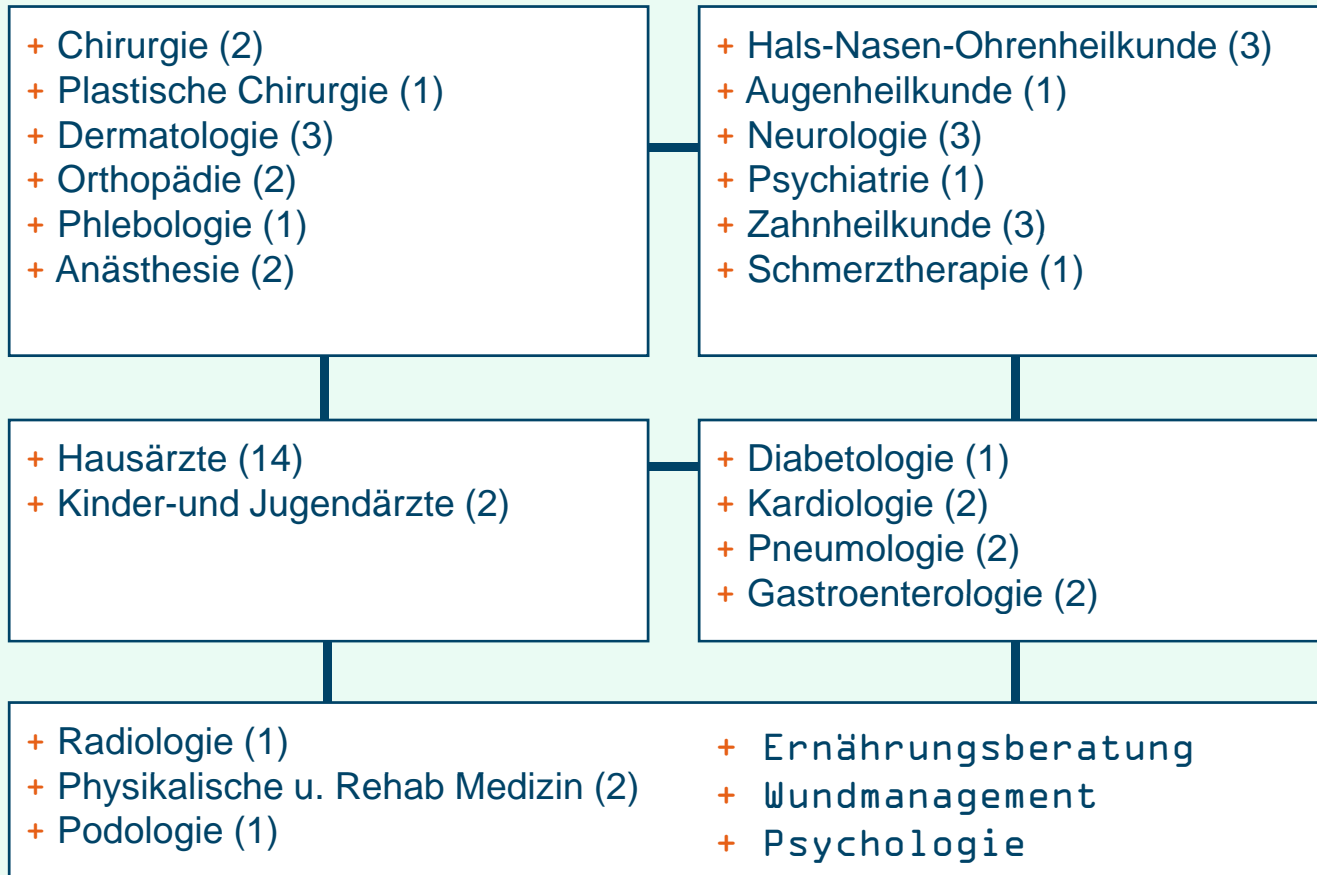 + Chirurgie (2)
+ Plastische Chirurgie (1)
+ Dermatologie (3)
+ Orthopädie (2)
+ Phlebologie (1)
+ Anästhesie (2)
+ Hals-Nasen-Ohrenheilkunde (3)
+ Augenheilkunde (1)
+ Neurologie (3)
+ Psychiatrie (1)
+ Zahnheilkunde (3)
+ Schmerztherapie (1)
+ Hausärzte (14)
+ Kinder-und Jugendärzte (2)
+ Diabetologie (1)
+ Kardiologie (2)
+ Pneumologie (2)
+ Gastroenterologie (2)
+ Radiologie (1)
+ Physikalische u. Rehab Medizin (2)
+ Podologie (1)
+ Ernährungsberatung
+ Wundmanagement
+ Psychologie